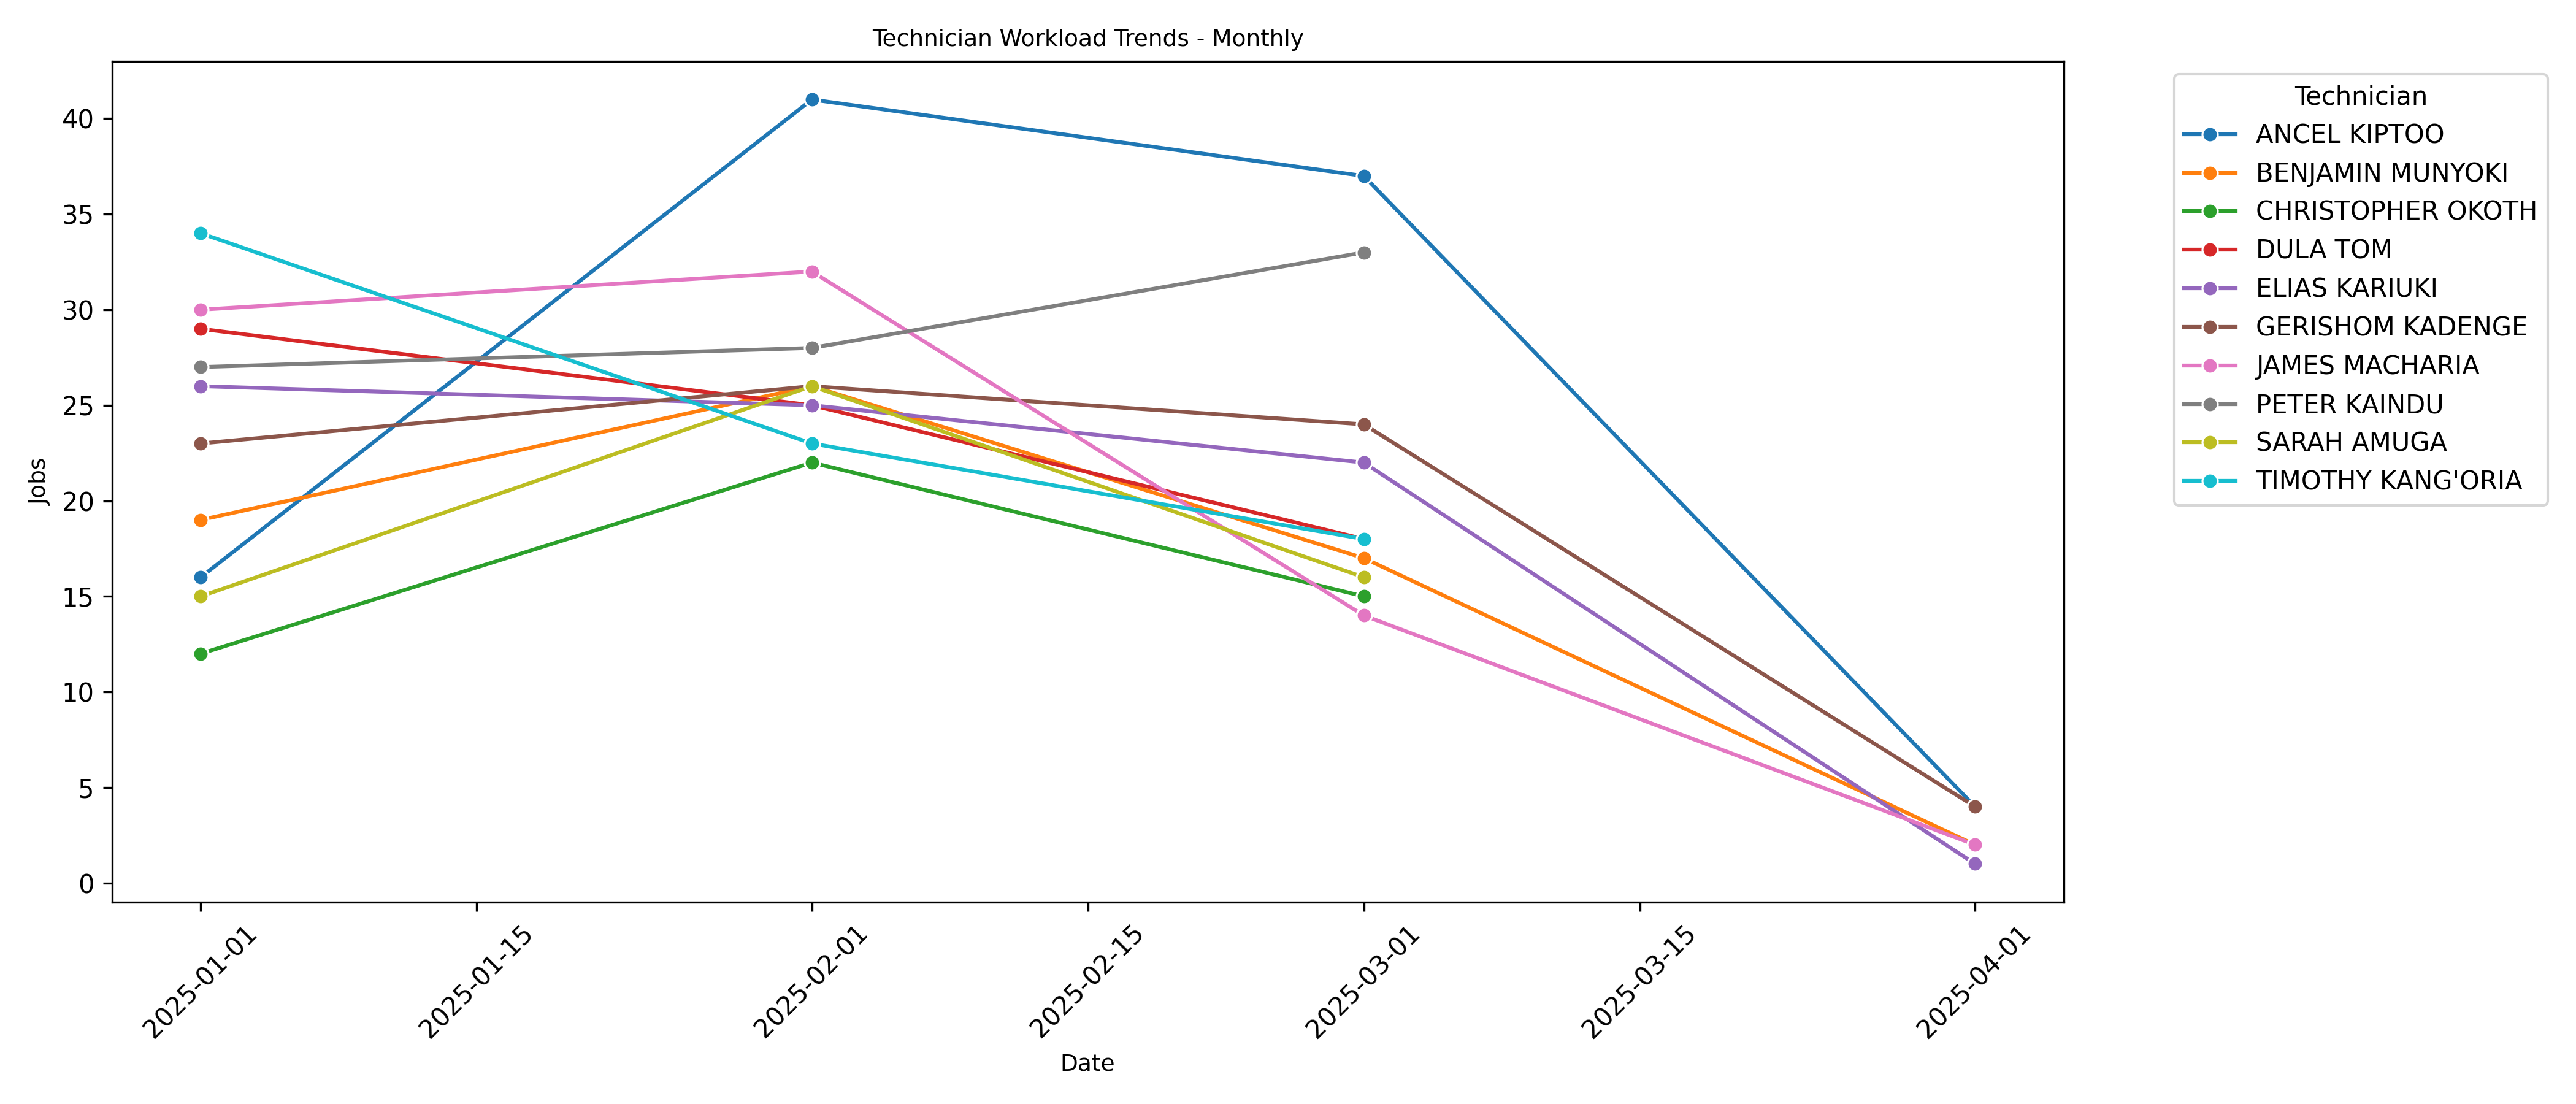 Technician Workload Trends - Monthly
Jobs
40
35
30
25
20
15
10
5
0
2025-01-01
2025-01-15
2025-02-01
2025-02-15
2025-03-01
2025-03-15
2025-04-01
Date
Technician
ANCEL KIPTOO
BENJAMIN MUNYOKI
CHRISTOPHER OKOTH
DULA TOM
ELIAS KARIUKI
GERISHOM KADENGE
JAMES MACHARIA
PETER KAINDU
SARAH AMUGA
TIMOTHY KANG'ORIA